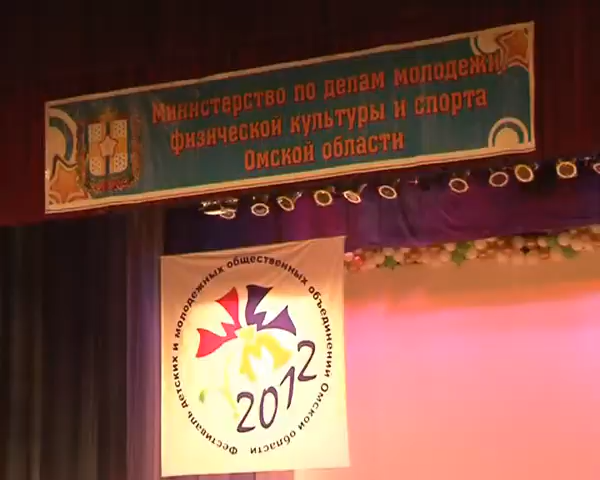 Министерство по делам молодежи
физической культуры и спорта
Омской области
Фестиваль детских и молодежных общественных объединений Омской области
2012